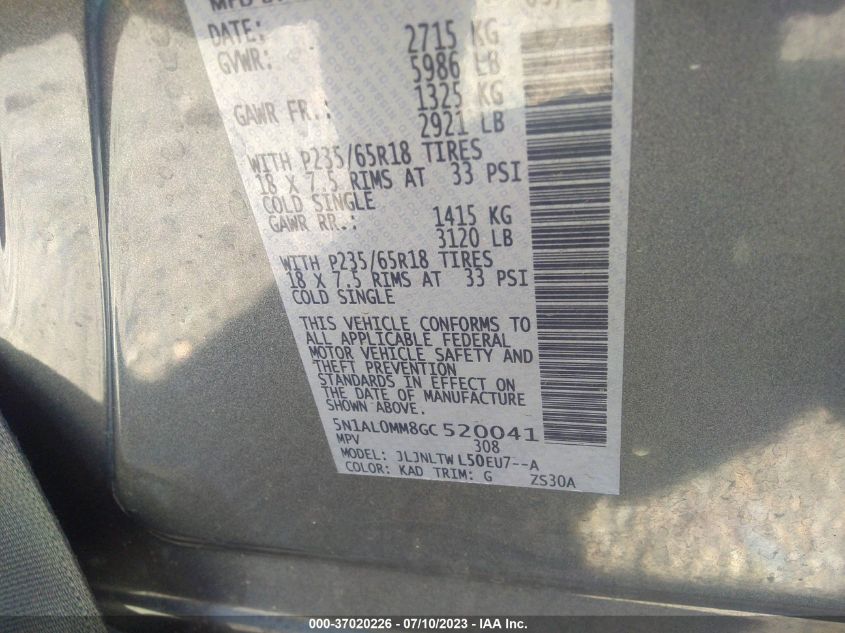 DATE:
GVWR: 2715 KG
5986 LB
GAWR FR.: 1325 KG
2921 LB
WITH P235/65R18 TIRES
18 X 7.5 RIMS AT 33 PSI
COLD SINGLE
GAWR RR.: 1415 KG
3120 LB
WITH P235/65R18 TIRES
18 X 7.5 RIMS AT 33 PSI
COLD SINGLE
THIS VEHICLE CONFORMS TO
ALL APPLICABLE FEDERAL
MOTOR VEHICLE SAFETY AND
THEFT PREVENTION
STANDARDS IN EFFECT ON
THE DATE OF MANUFACTURE
SHOWN ABOVE.
5N1AL0MM8GC520041
MPV 308
MODEL: JLJNLTWL50EU7--A
COLOR: KAD TRIM: G ZS30A
000-37020226 - 07/10/2023 - IAA Inc.